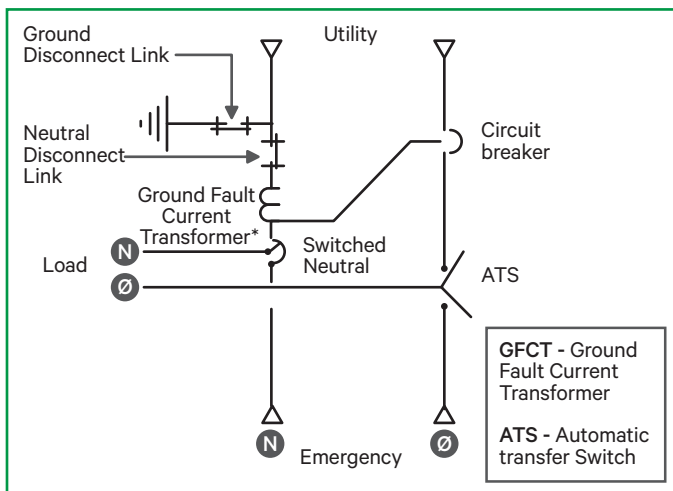 Ground
Disconnect Link
Utility
Neutral
Disconnect
Link
Circuit
breaker
Ground Fault
Current
Transformer*
Switched
Neutral
Load
N
Ø
ATS
GFCT - Ground
Fault Current
Transformer
ATS - Automatic
transfer Switch
N
Emergency
Ø